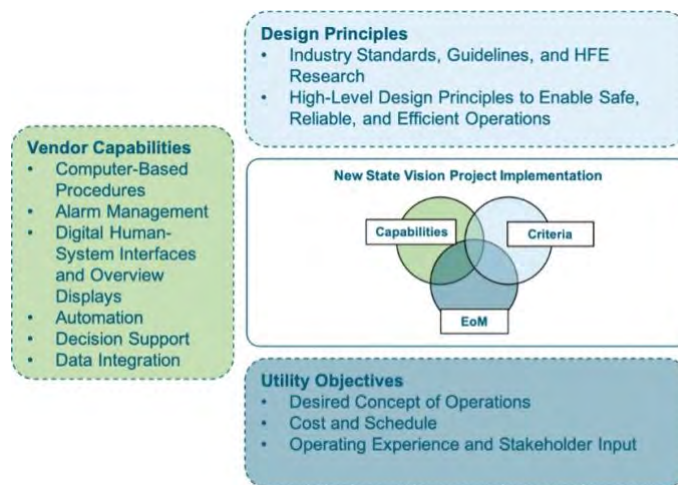 Design Principles
• Industry Standards, Guidelines, and HFE
Research
• High-Level Design Principles to Enable Safe,
Reliable, and Efficient Operations
Vendor Capabilities
• Computer-Based
Procedures
• Alarm Management
• Digital Human-
System Interfaces
and Overview
Displays
• Automation
• Decision Support
• Data Integration
New State Vision Project Implementation
Capabilities
Criteria
EoM
Utility Objectives
• Desired Concept of Operations
• Cost and Schedule
• Operating Experience and Stakeholder Input